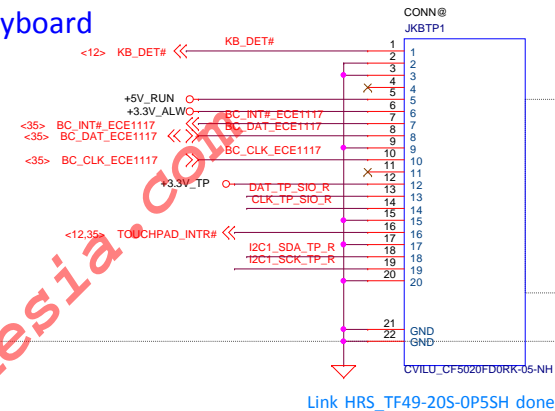 yboard
CONN@
JKBTP1
<12> KB_DET#
KB_DET#
1 1
2 2
3 3
4 4
+5V_RUN 5 5
+3.3V_ALW 6 6
<35> BC_INT#_ECE1117 BC_INT#_ECE1117 7 7
<35> BC_DAT_ECE1117 BC_DAT_ECE1117 8 8
9 9
<35> BC_CLK_ECE1117 BC_CLK_ECE1117 10 10
11 11
+3.3V_TP 12 12
DAT_TP_SIO_R 13 13
CLK_TP_SIO_R 14 14
15 15
<12,35> TOUCHPAD_INTR# 16 16
17 17
I2C1_SDA_TP_R 18 18
I2C1_SCK_TP_R 19 19
20 20
21 GND
22 GND
CVILU_CF5020FD0RK-05-NH
Link HRS_TF49-20S-0P5SH done
esia.com